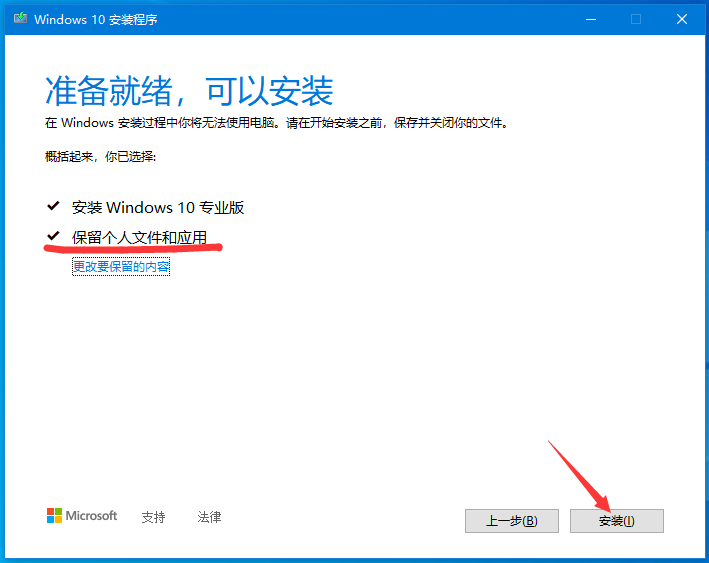 Windows 10 安装程序
准备就绪，可以安装
在 Windows 安装过程中你将无法使用电脑。请在开始安装之前，保存并关闭你的文件。
概括起来，你已选择:
安装 Windows 10 专业版
保留个人文件和应用
更改要保留的内容
Microsoft 支持 法律 上一步(B) 安装(I)